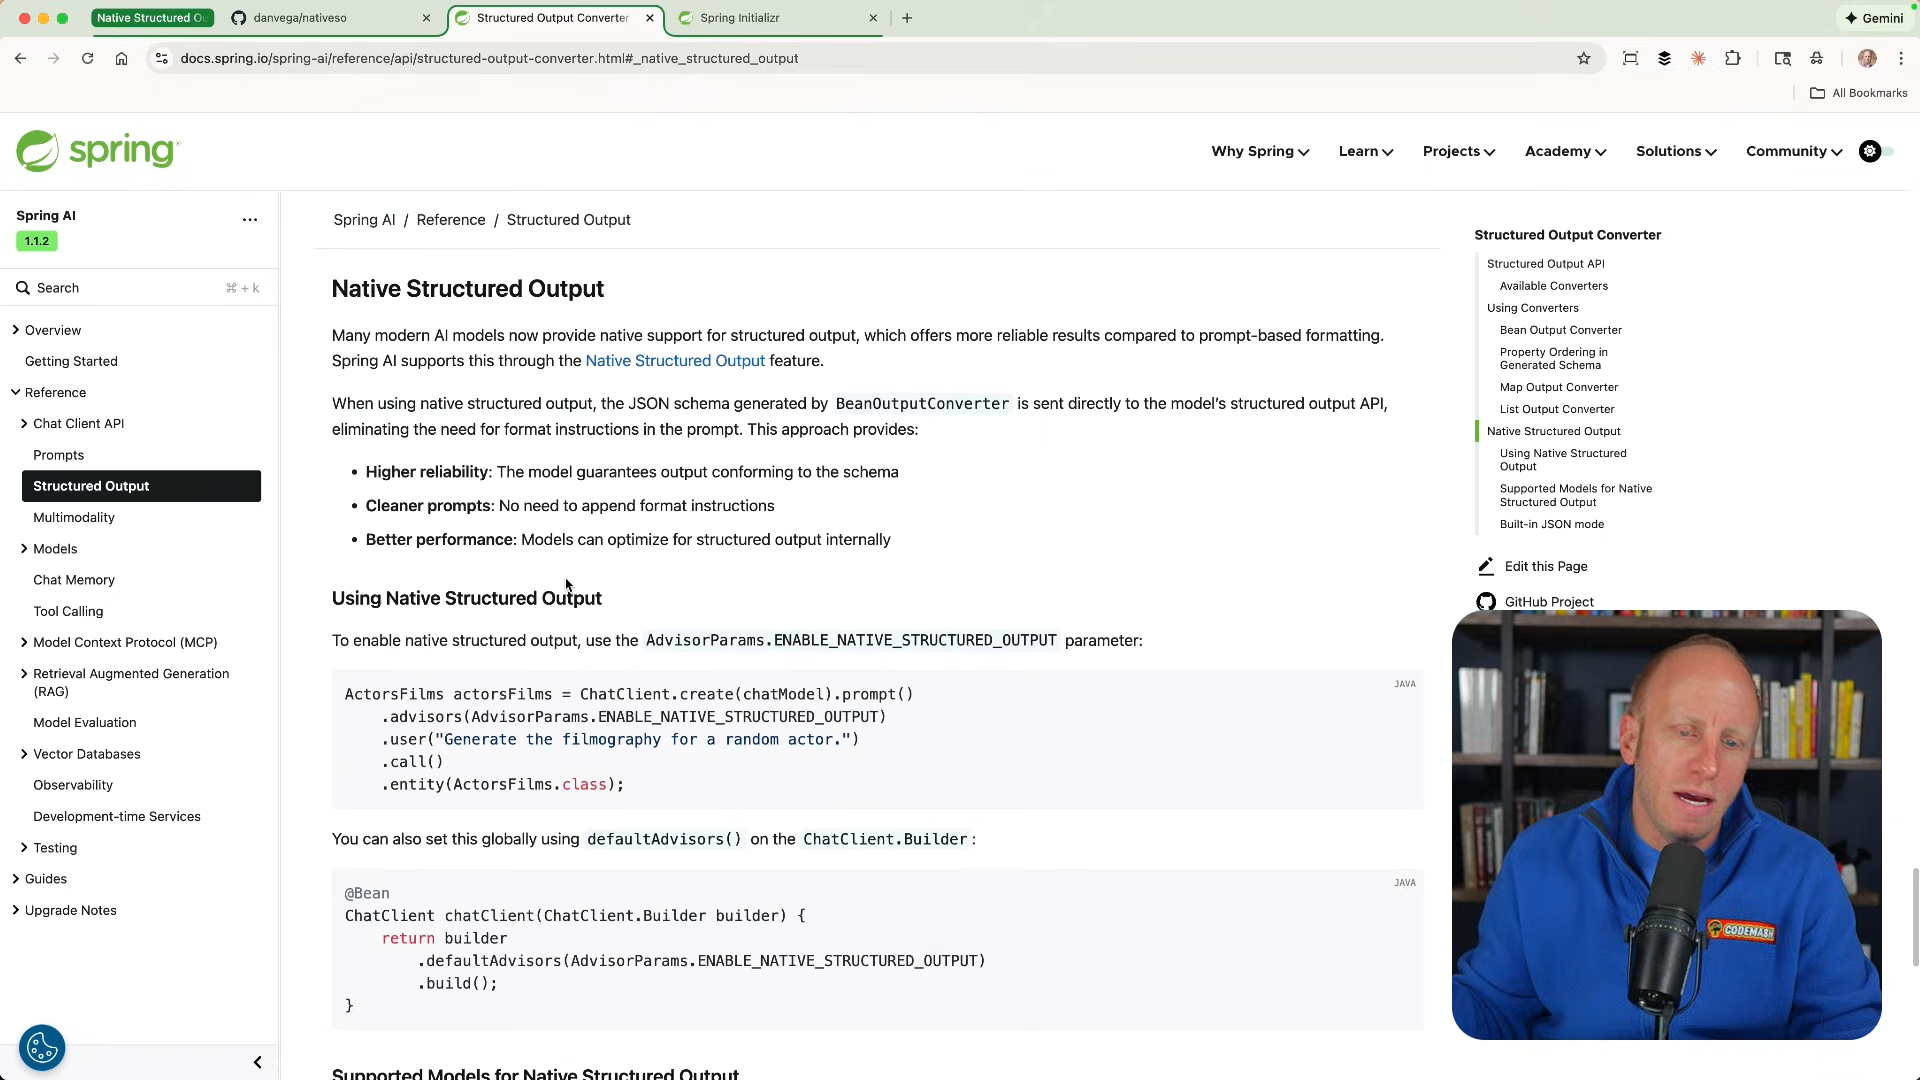 Native Structured Ou
danvega/nativeso
Structured Output Converter
Spring Initializr
Gemini
docs.spring.io/spring-ai/reference/api/structured-output-converter.html#_native_structured_output
All Bookmarks
spring
Why Spring
Learn
Projects
Academy
Solutions
Community
Spring AI
1.1.2
Search
⌘ + k
Overview
Getting Started
Reference
Chat Client API
Prompts
Structured Output
Multimodality
Models
Chat Memory
Tool Calling
Model Context Protocol (MCP)
Retrieval Augmented Generation
(RAG)
Model Evaluation
Vector Databases
Observability
Development-time Services
Testing
Guides
Upgrade Notes
Spring AI / Reference / Structured Output
Native Structured Output
Many modern AI models now provide native support for structured output, which offers more reliable results compared to prompt-based formatting.
Spring AI supports this through the Native Structured Output feature.
When using native structured output, the JSON schema generated by BeanOutputConverter is sent directly to the model's structured output API,
eliminating the need for format instructions in the prompt. This approach provides:
• Higher reliability: The model guarantees output conforming to the schema
• Cleaner prompts: No need to append format instructions
• Better performance: Models can optimize for structured output internally
Using Native Structured Output
To enable native structured output, use the AdvisorParams.ENABLE_NATIVE_STRUCTURED_OUTPUT parameter:
JAVA
ActorsFilms actorsFilms = ChatClient.create(chatModel).prompt()
.advisors(AdvisorParams.ENABLE_NATIVE_STRUCTURED_OUTPUT)
.user("Generate the filmography for a random actor.")
.call()
.entity(ActorsFilms.class);
You can also set this globally using defaultAdvisors() on the ChatClient.Builder:
JAVA
@Bean
ChatClient chatClient(ChatClient.Builder builder) {
return builder
.defaultAdvisors(AdvisorParams.ENABLE_NATIVE_STRUCTURED_OUTPUT)
.build();
}
Supported Models for Native Structured Output
Structured Output Converter
Structured Output API
Available Converters
Using Converters
Bean Output Converter
Property Ordering in
Generated Schema
Map Output Converter
List Output Converter
Native Structured Output
Using Native Structured
Output
Supported Models for Native
Structured Output
Built-in JSON mode
Edit this Page
GitHub Project
CODEMASH